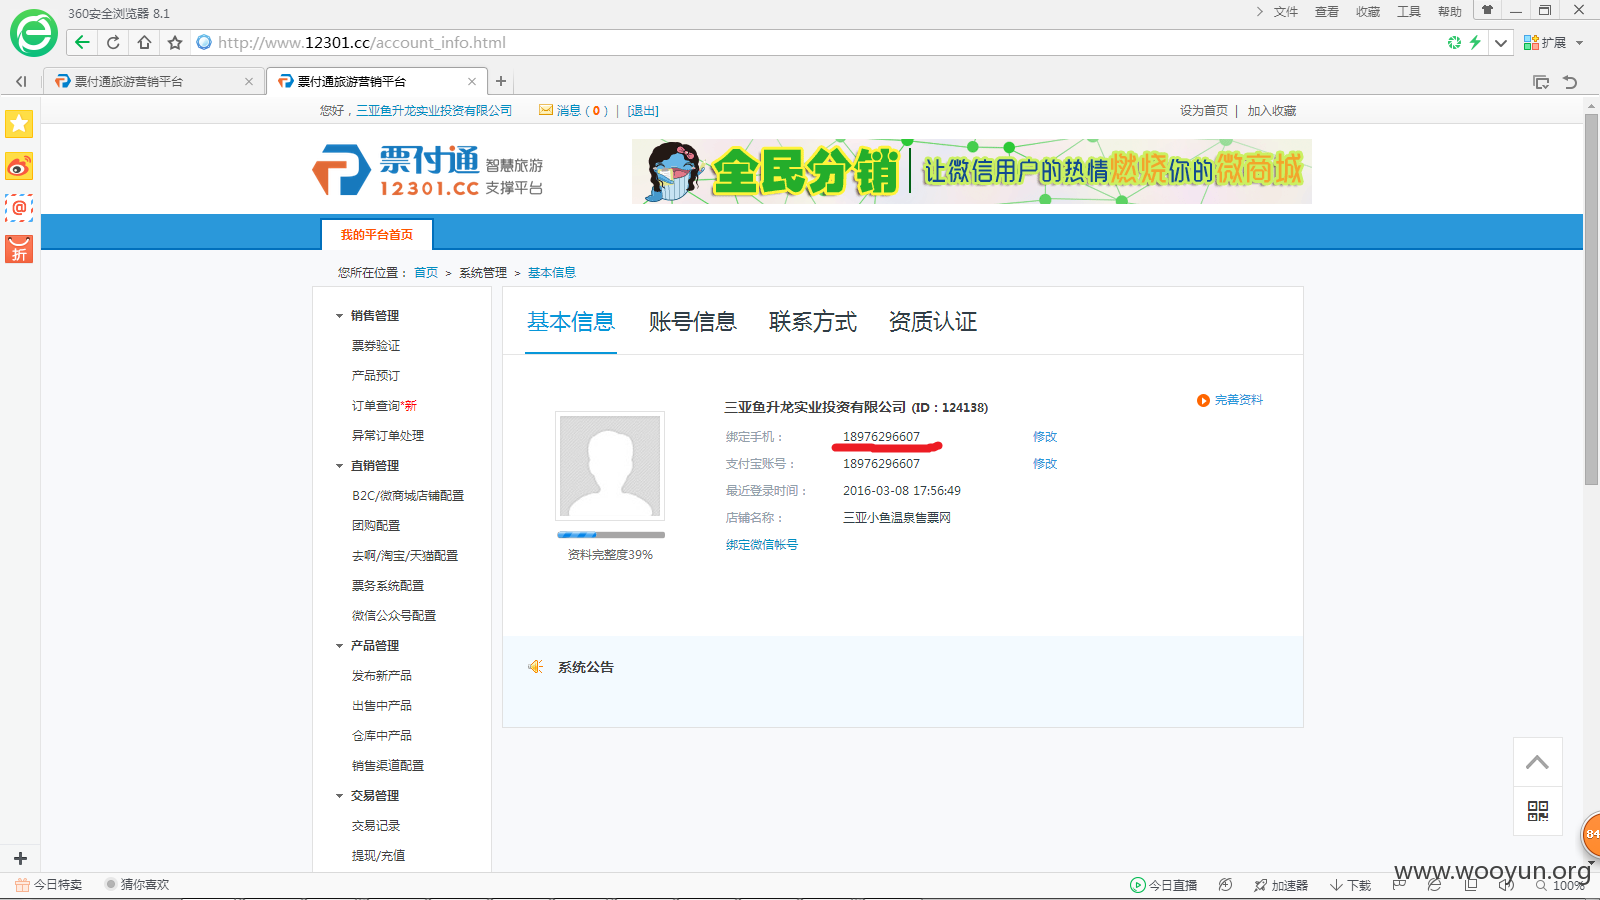 360安全浏览器 8.1
文件 查看 收藏 工具 帮助
http://www.12301.cc/account_info.html
扩展
票付通旅游营销平台
票付通旅游营销平台
您好，三亚鱼升龙实业投资有限公司 消息 ( 0 ) | [退出]
设为首页 | 加入收藏
票付通 智慧旅游
12301.CC 支撑平台
全民分销 让微信用户的热情燃烧你的微商城
@
折
我的平台首页
您所在位置： 首页 > 系统管理 > 基本信息
销售管理
票券验证
产品预订
订单查询*新
异常订单处理
直销管理
B2C/微商城店铺配置
团购配置
去啊/淘宝/天猫配置
票务系统配置
微信公众号配置
产品管理
发布新产品
出售中产品
仓库中产品
销售渠道配置
交易管理
交易记录
提现/充值
基本信息 账号信息 联系方式 资质认证
三亚鱼升龙实业投资有限公司 (ID：124138)
完善资料
绑定手机： 18976296607 修改
支付宝账号： 18976296607 修改
最近登录时间： 2016-03-08 17:56:49
店铺名称： 三亚小鱼温泉售票网
绑定微信帐号
资料完整度39%
系统公告
84
www.wooyun.org
今日特卖 猜你喜欢
今日直播 加速器 下载 100%